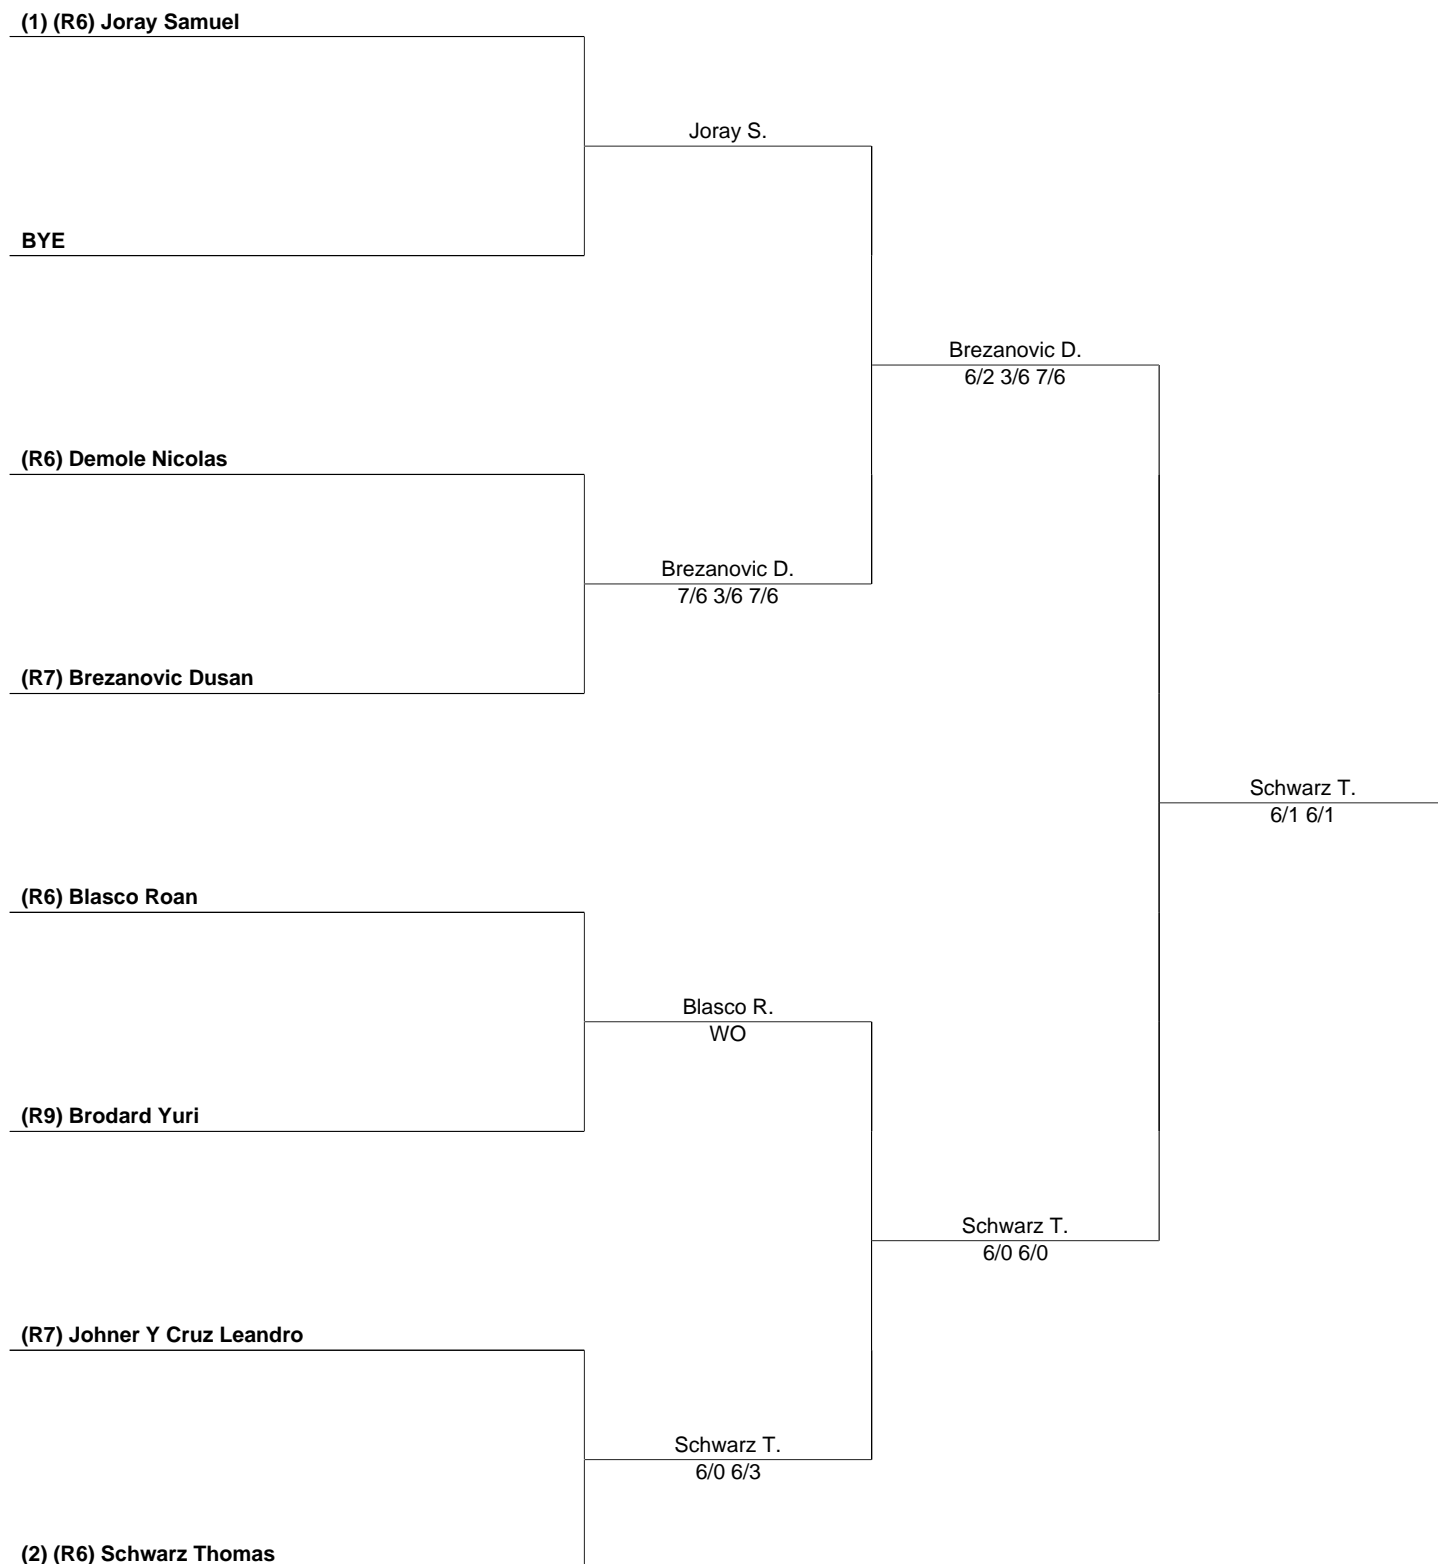 (1) (R6) Joray Samuel
Joray S.
BYE
Brezanovic D.
6/2 3/6 7/6
(R6) Demole Nicolas
Brezanovic D.
7/6 3/6 7/6
(R7) Brezanovic Dusan
Schwarz T.
6/1 6/1
(R6) Blasco Roan
Blasco R.
WO
(R9) Brodard Yuri
Schwarz T.
6/0 6/0
(R7) Johner Y Cruz Leandro
Schwarz T.
6/0 6/3
(2) (R6) Schwarz Thomas